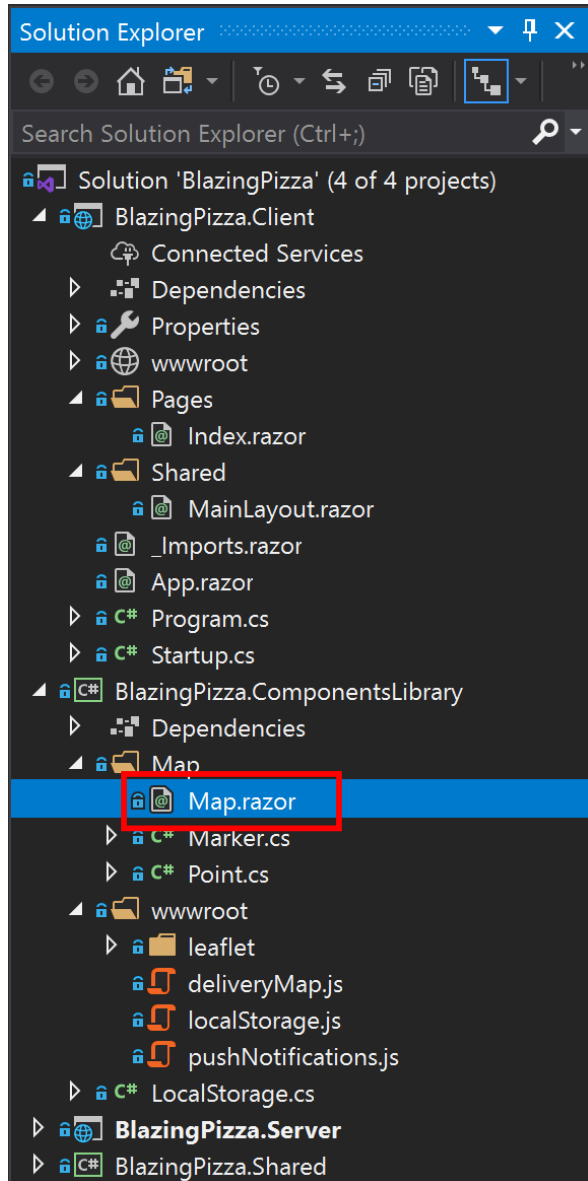 Solution Explorer
Search Solution Explorer (Ctrl+;)
Solution 'BlazingPizza' (4 of 4 projects)
BlazingPizza.Client
Connected Services
Dependencies
Properties
wwwroot
Pages
@ Index.razor
Shared
@ MainLayout.razor
@ _Imports.razor
@ App.razor
C# Program.cs
C# Startup.cs
C# BlazingPizza.ComponentsLibrary
Dependencies
Map
@ Map.razor
C# Marker.cs
C# Point.cs
wwwroot
leaflet
deliveryMap.js
localStorage.js
pushNotifications.js
C# LocalStorage.cs
BlazingPizza.Server
C# BlazingPizza.Shared